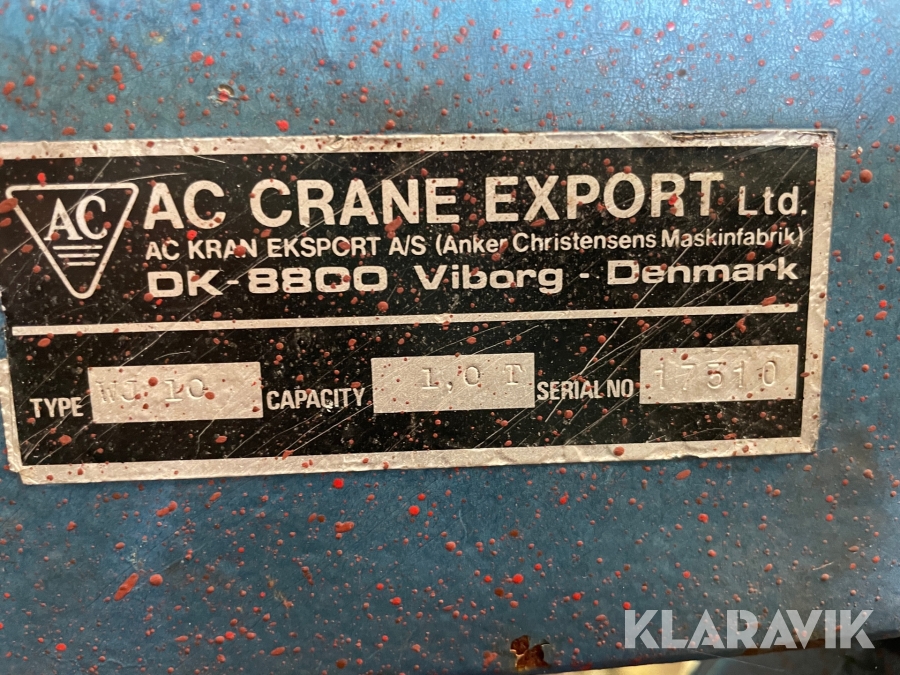 AC
AC CRANE EXPORT Ltd.
AC KRAN EKSPORT A/S (Anker Christensens Maskinfabrik)
DK-8800 Viborg - Denmark
TYPE WJ 10 CAPACITY 1,0 T SERIAL NO 17510
KLARAVIK